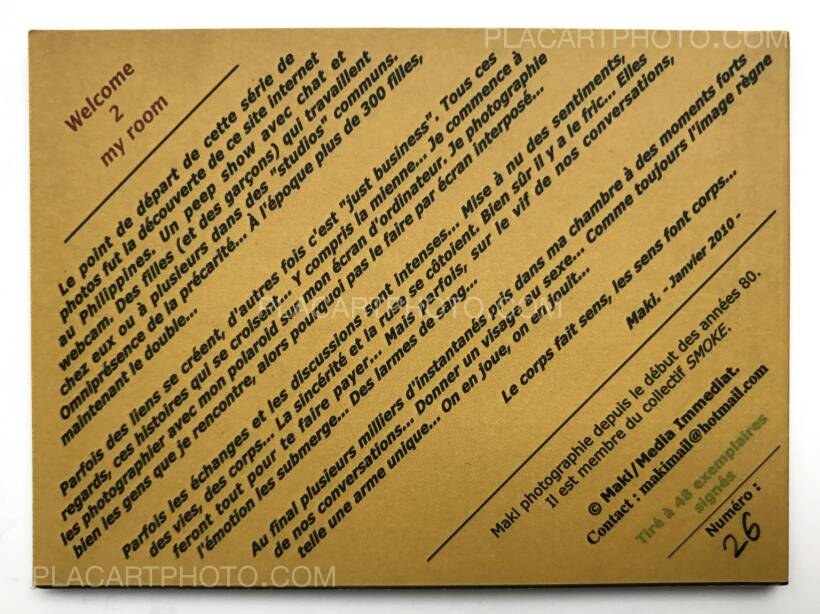 PLACARTPHOTO.COM
Welcome
2
my room
Le point de départ de cette série de
photos fut la découverte de ce site internet
au Philippines. Un peep show avec chat et
webcam. Des filles (et des garçons) qui travaillent
chez eux ou à plusieurs dans des "studios" communs.
Omniprésence de la précarité... À l'époque plus de 300 filles,
maintenant le double...
Parfois des liens se créent, d'autres fois c'est "just business". Tous ces
regards, ces histoires qui se croisent... Y compris la mienne... Je commence à
les photographier avec mon polaroid sur mon écran d'ordinateur. Je photographie
bien les gens que je rencontre, alors pourquoi pas le faire par écran interposé...
Parfois les échanges et les discussions sont intenses... Mise à nu des sentiments,
des vies, des corps... La sincérité et la ruse se côtoient. Bien sûr il y a le fric... Elles
feront tout pour te faire payer... Mais parfois, sur le vif de nos conversations,
l'émotion les submerge... Des larmes de sang...
Au final plusieurs milliers d'instantanés pris dans ma chambre à des moments forts
de nos conversations... Donner un visage au sexe... Comme toujours l'image règne
telle une arme unique... On en joue, on en jouit...
Le corps fait sens, les sens font corps...
Maki. - Janvier 2010 -
Maki photographie depuis le début des années 80.
Il est membre du collectif SMOKE.
© Maki/Media Immediat.
Contact : makimail@hotmail.com
Tiré à 48 exemplaires
signés
Numéro :
26
PLACARTPHOTO.COM
PLACARTPHOTO.COM